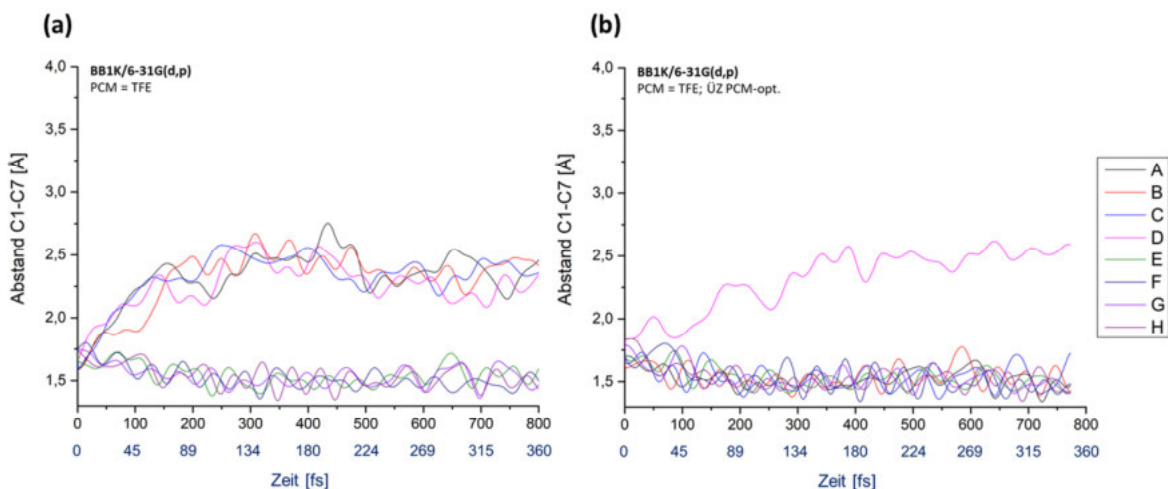 (a)
BB1K/6-31G(d,p)
PCM = TFE
Abstand C1-C7 [Å]
4,0
3,5
3,0
2,5
2,0
1,5
0 100 200 300 400 500 600 700 800
0 45 89 134 180 224 269 315 360
Zeit [fs]
(b)
BB1K/6-31G(d,p)
PCM = TFE; ÜZ PCM-opt.
Abstand C1-C7 [Å]
4,0
3,5
3,0
2,5
2,0
1,5
0 100 200 300 400 500 600 700 800
0 45 89 134 180 224 269 315 360
Zeit [fs]
A
B
C
D
E
F
G
H